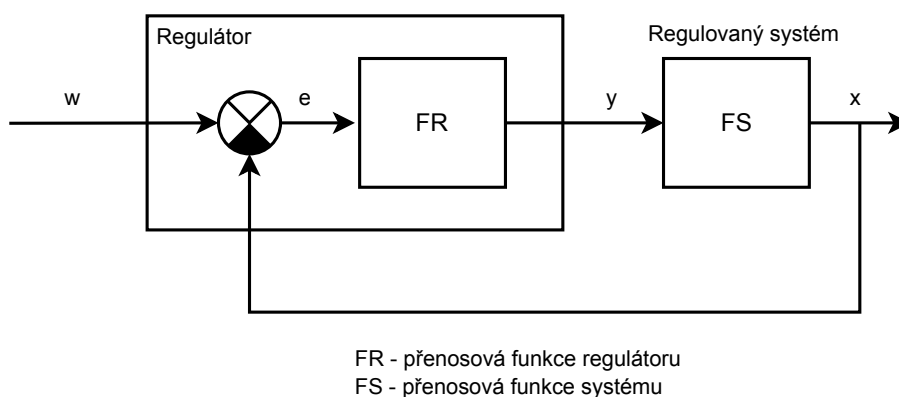 Regulátor
Regulovaný systém
w
e
FR
y
FS
x
FR - přenosová funkce regulátoru
FS - přenosová funkce systému